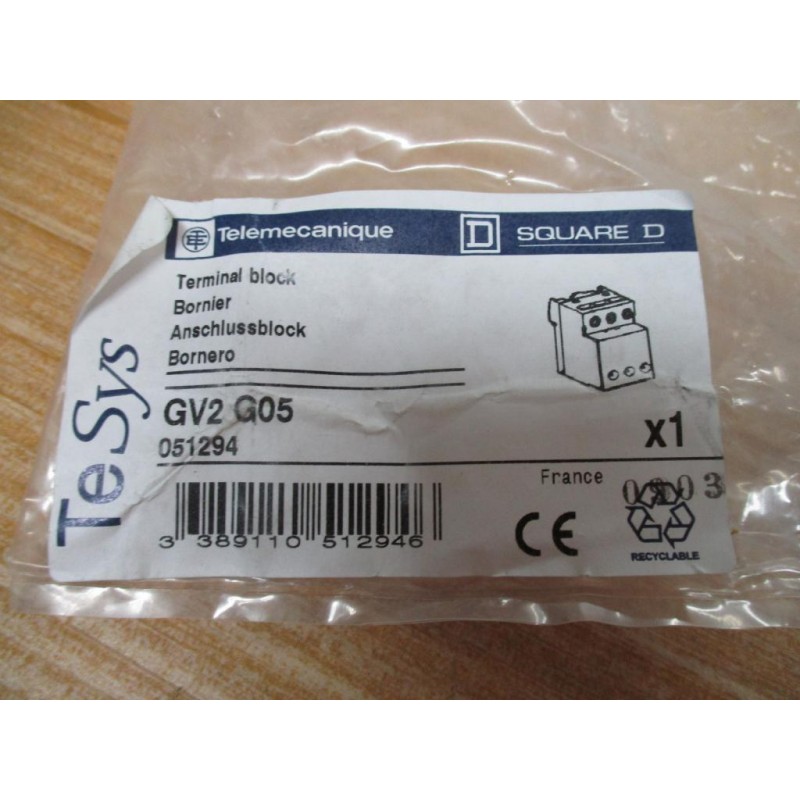 Telemecanique
D SQUARE D
Terminal block
Bornier
Anschlussblock
Bornero
TeSys
GV2 G05
051294
x1
France
3 389110 512946
CE
RECYCLABLE